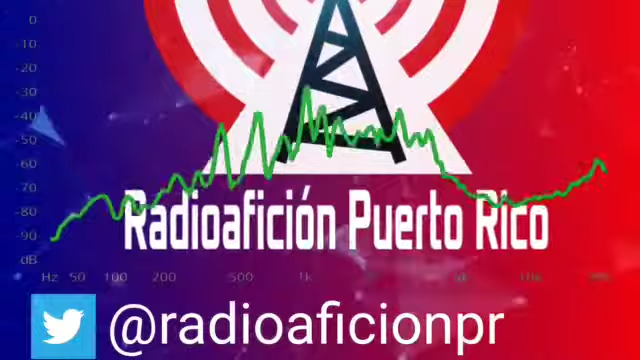 0
-10
-20
-30
-40
-50
-60
-70
-80
-90
dB
Radioafición Puerto Rico
Hz 50 100 200 500 1k
@radioaficionpr